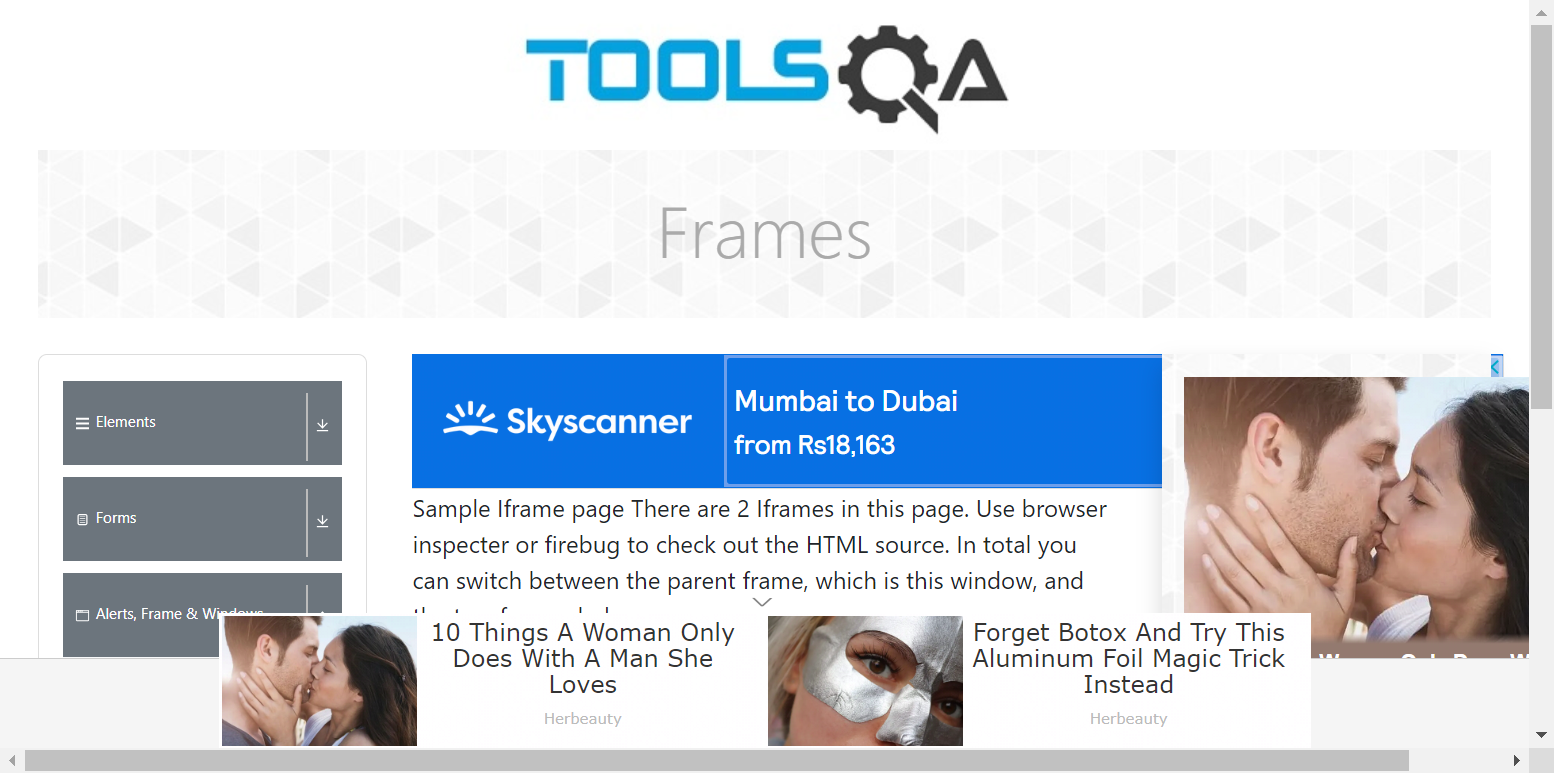 TOOLSQA
Frames
Elements
Forms
Alerts, Frame & Windows
Skyscanner
Mumbai to Dubai
from Rs18,163
Sample Iframe page There are 2 Iframes in this page. Use browser
inspecter or firebug to check out the HTML source. In total you
can switch between the parent frame, which is this window, and
10 Things A Woman Only
Does With A Man She
Loves
Herbeauty
Forget Botox And Try This
Aluminum Foil Magic Trick
Instead
Herbeauty